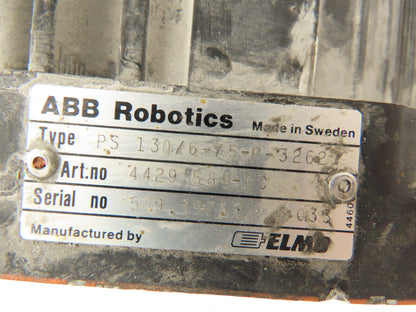 ABB Robotics Made in Sweden
Type PS 130/6-75-P-3262
Art.no 4429
Serial no
Manufactured by ELMO
4460